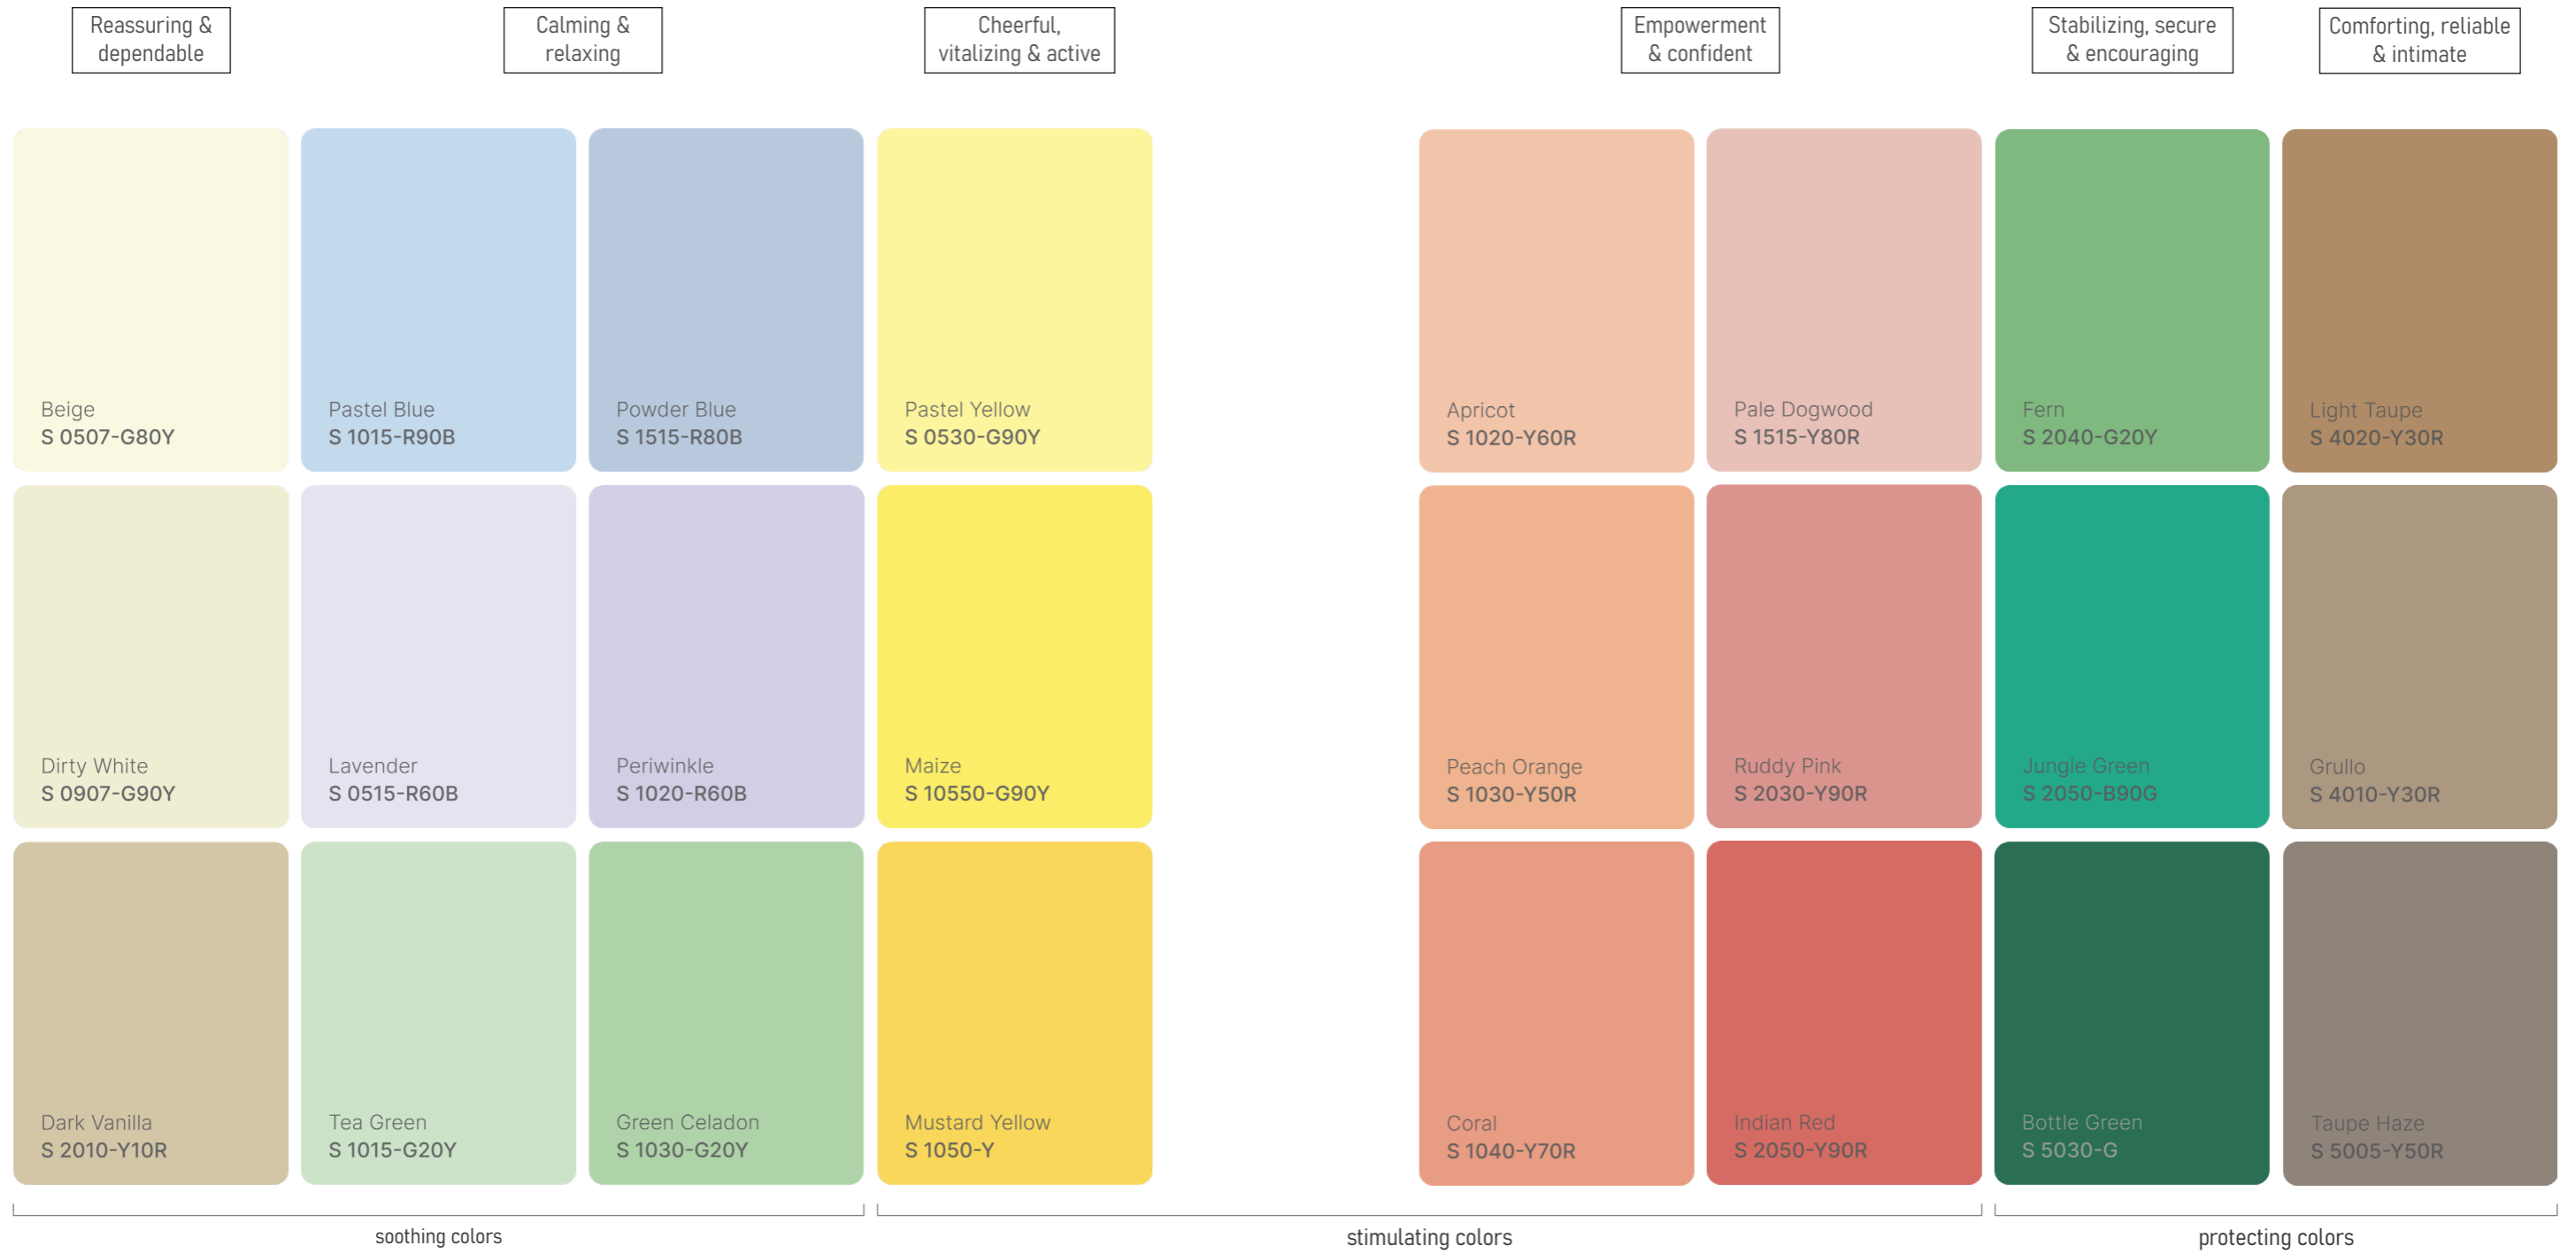 Reassuring &
dependable
Calming &
relaxing
Cheerful,
vitalizing & active
Empowerment
& confident
Stabilizing, secure
& encouraging
Comforting, reliable
& intimate
Beige
S 0507-G80Y
Pastel Blue
S 1015-R90B
Powder Blue
S 1515-R80B
Pastel Yellow
S 0530-G90Y
Apricot
S 1020-Y60R
Pale Dogwood
S 1515-Y80R
Fern
S 2040-G20Y
Light Taupe
S 4020-Y30R
Dirty White
S 0907-G90Y
Lavender
S 0515-R60B
Periwinkle
S 1020-R60B
Maize
S 10550-G90Y
Peach Orange
S 1030-Y50R
Ruddy Pink
S 2030-Y90R
Jungle Green
S 2050-B90G
Grullo
S 4010-Y30R
Dark Vanilla
S 2010-Y10R
Tea Green
S 1015-G20Y
Green Celadon
S 1030-G20Y
Mustard Yellow
S 1050-Y
Coral
S 1040-Y70R
Indian Red
S 2050-Y90R
Bottle Green
S 5030-G
Taupe Haze
S 5005-Y50R
soothing colors
stimulating colors
protecting colors